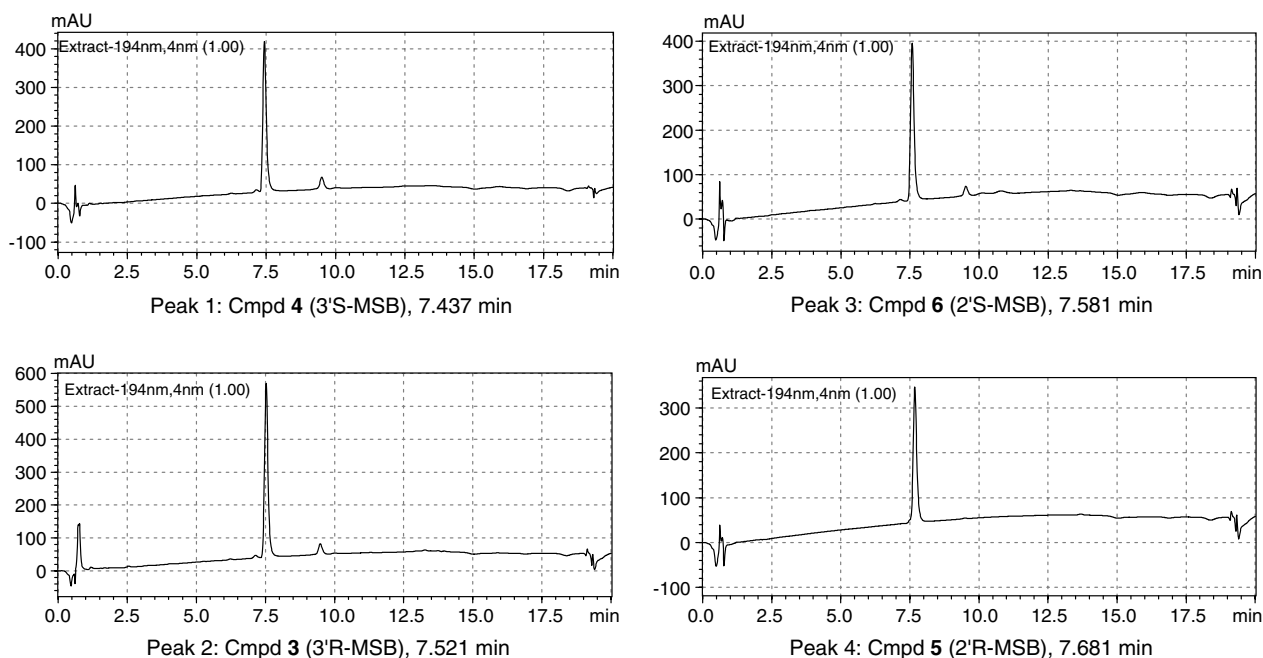 mAU
Extract-194nm,4nm (1.00)
400
300
200
100
0
-100
0.0 2.5 5.0 7.5 10.0 12.5 15.0 17.5 min
Peak 1: Cmpd 4 (3'S-MSB), 7.437 min
mAU
Extract-194nm,4nm (1.00)
400
300
200
100
0
0.0 2.5 5.0 7.5 10.0 12.5 15.0 17.5 min
Peak 3: Cmpd 6 (2'S-MSB), 7.581 min
mAU
Extract-194nm,4nm (1.00)
600
500
400
300
200
100
0
0.0 2.5 5.0 7.5 10.0 12.5 15.0 17.5 min
Peak 2: Cmpd 3 (3'R-MSB), 7.521 min
mAU
Extract-194nm,4nm (1.00)
300
200
100
0
-100
0.0 2.5 5.0 7.5 10.0 12.5 15.0 17.5 min
Peak 4: Cmpd 5 (2'R-MSB), 7.681 min